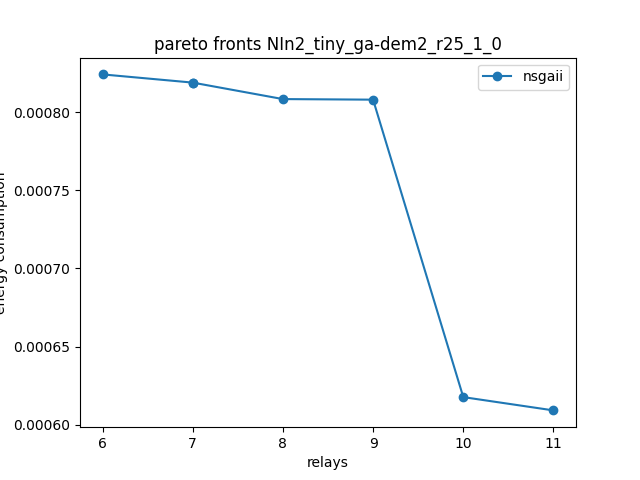 pareto fronts NIn2_tiny_ga-dem2_r25_1_0
nsgaii
0.00080
0.00075
0.00070
0.00065
0.00060
energy consumption
6 7 8 9 10 11
relays